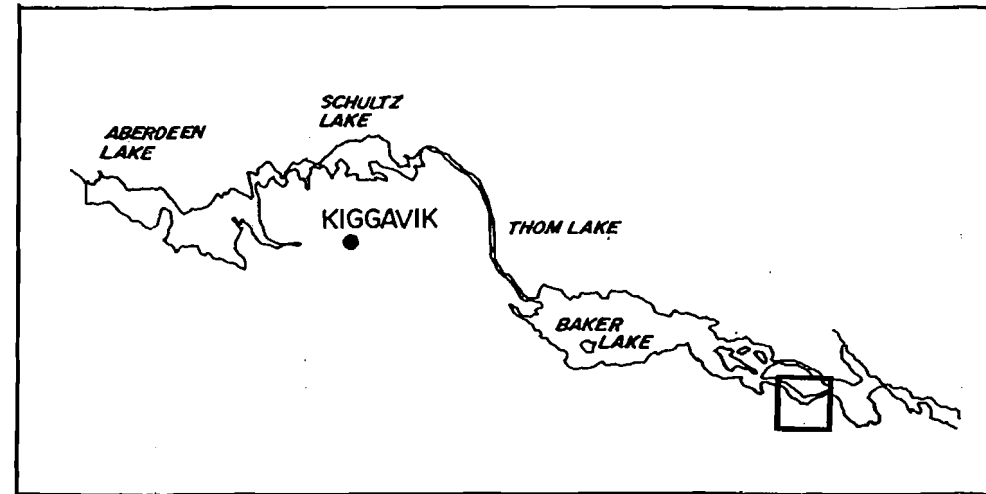 SCHULTZ
LAKE
ABERDEEN
LAKE
KIGGAVIK
THOM LAKE
BAKER
LAKE